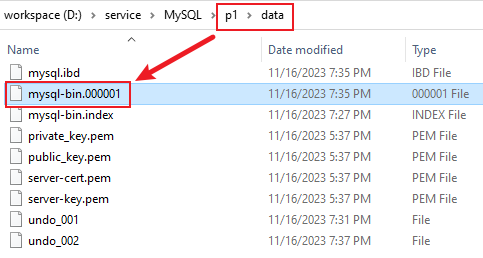 workspace (D:) > service > MySQL > p1 > data
Name Date modified Type
mysql.ibd 11/16/2023 7:35 PM IBD File
mysql-bin.000001 11/16/2023 7:35 PM 000001 File
mysql-bin.index 11/16/2023 7:27 PM INDEX File
private_key.pem 11/16/2023 5:37 PM PEM File
public_key.pem 11/16/2023 5:37 PM PEM File
server-cert.pem 11/16/2023 5:37 PM PEM File
server-key.pem 11/16/2023 5:37 PM PEM File
undo_001 11/16/2023 7:31 PM File
undo_002 11/16/2023 7:37 PM File